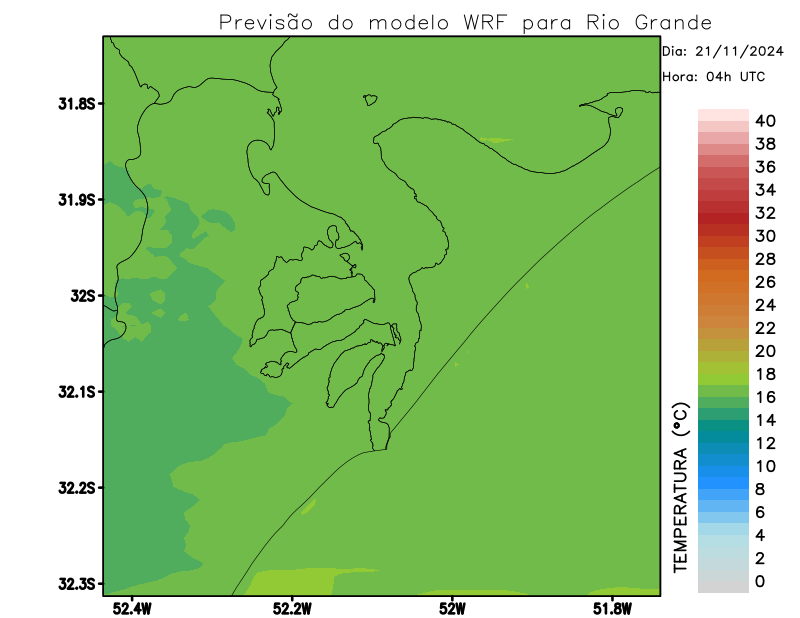 Previsão do modelo WRF para Rio Grande
Dia: 21/11/2024
Hora: 04h UTC
31.8S
31.9S
32S
32.1S
32.2S
32.3S
52.4W
52.2W
52W
51.8W
TEMPERATURA (°C)
40
38
36
34
32
30
28
26
24
22
20
18
16
14
12
10
8
6
4
2
0